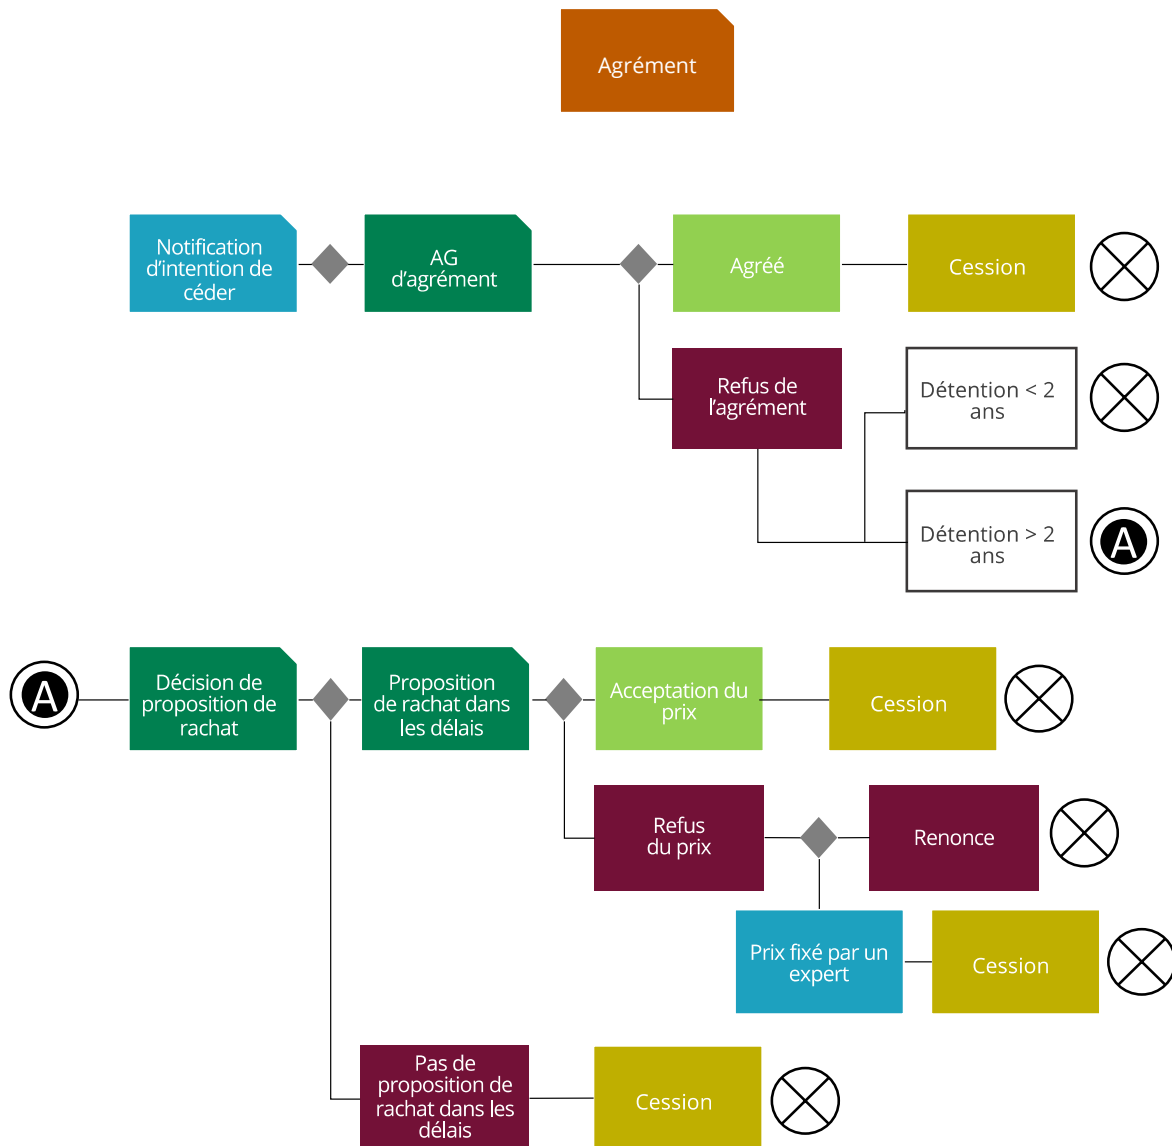 Agrément
Notification
d'intention de
céder
AG
d'agrément
Agréé
Cession
Refus de
l'agrément
Détention < 2
ans
Détention > 2
ans
A
A
Décision de
proposition de
rachat
Proposition
de rachat dans
les délais
Acceptation du
prix
Cession
Refus
du prix
Renonce
Prix fixé par un
expert
Cession
Pas de
proposition de
rachat dans les
délais
Cession